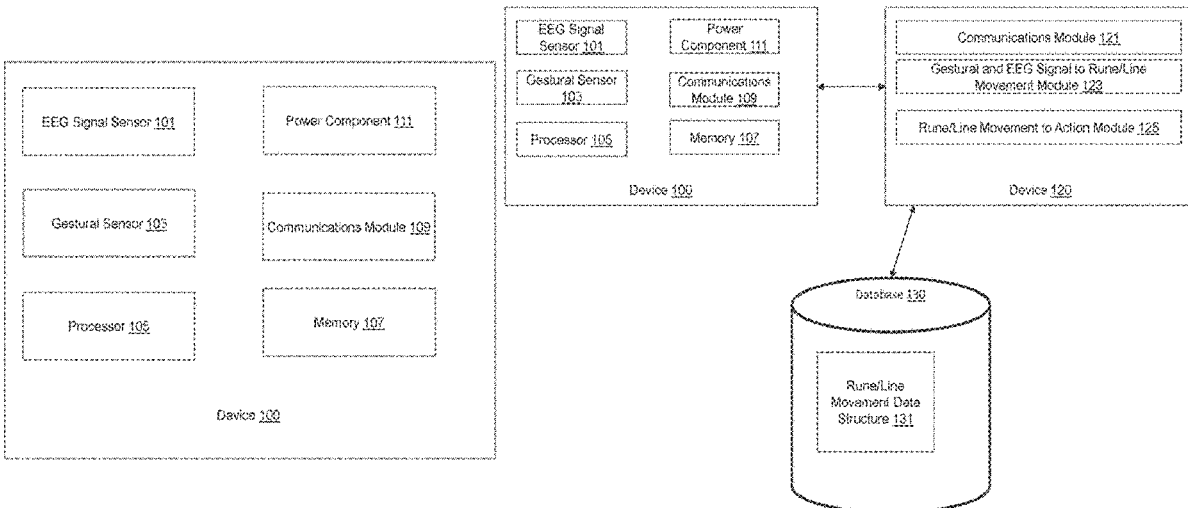 EEG Signal Sensor 101
Power Component 111
Gestural Sensor 103
Communications Module 109
Processor 105
Memory 107
Device 100
EEG Signal
Sensor 101
Power
Component 111
Gestural Sensor
103
Communications
Module 109
Processor 105
Memory 107
Device 100
Communications Module 121
Gestural and EEG Signal to Rune/Line
Movement Module 123
Rune/Line Movement to Action Module 125
Device 120
Database 130
Rune/Line
Movement Data
Structure 131